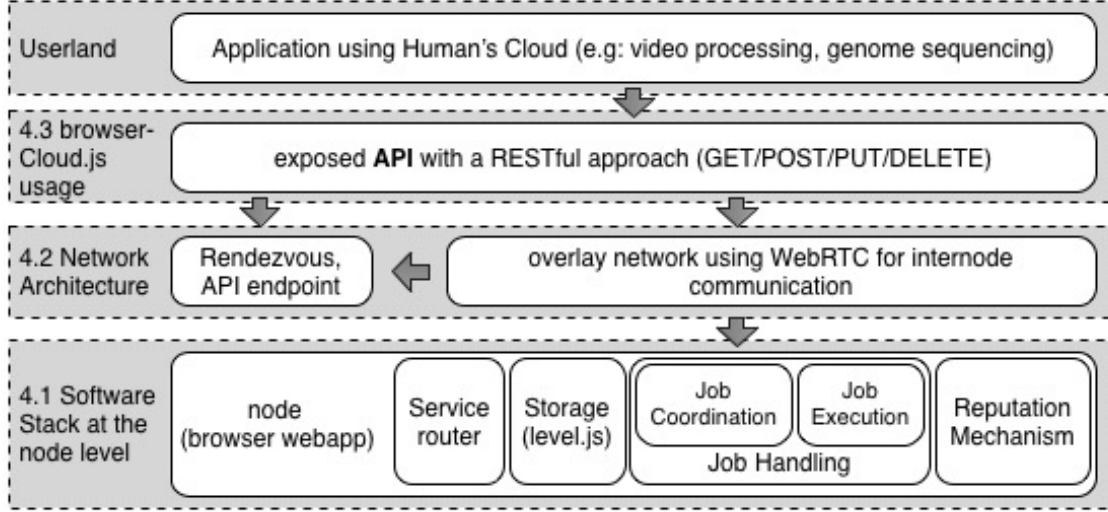 Userland
Application using Human's Cloud (e.g: video processing, genome sequencing)
4.3 browser-
Cloud.js
usage
exposed API with a RESTful approach (GET/POST/PUT/DELETE)
4.2 Network
Architecture
Rendezvous,
API endpoint
overlay network using WebRTC for internode
communication
4.1 Software
Stack at the
node level
node
(browser webapp)
Service
router
Storage
(level.js)
Job
Coordination
Job
Execution
Job Handling
Reputation
Mechanism